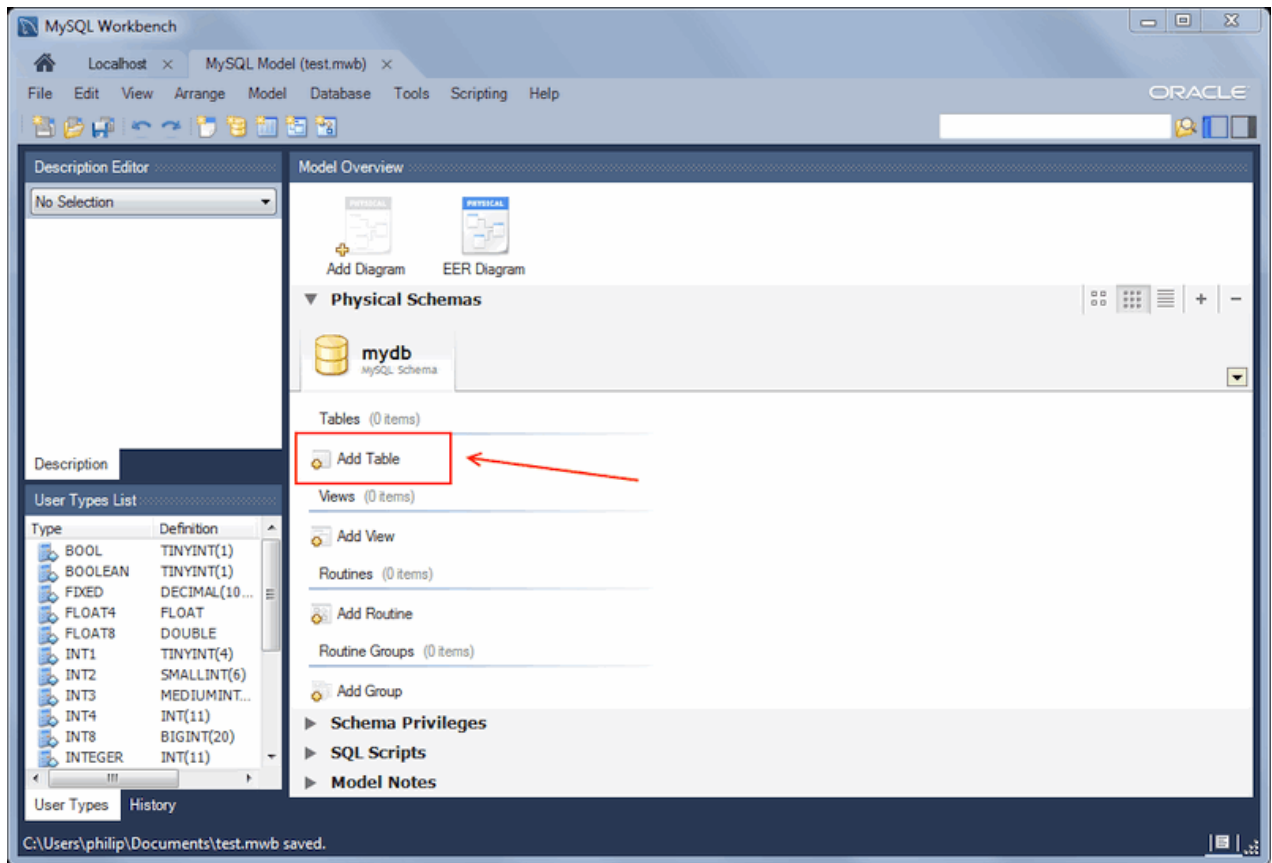 MySQL Workbench
Localhost
MySQL Model (test.mwb)
File Edit View Arrange Model Database Tools Scripting Help
ORACLE
Description Editor
No Selection
Description
User Types List
Type Definition
BOOL TINYINT(1)
BOOLEAN TINYINT(1)
FIXED DECIMAL(10...
FLOAT4 FLOAT
FLOAT8 DOUBLE
INT1 TINYINT(4)
INT2 SMALLINT(6)
INT3 MEDIUMINT...
INT4 INT(11)
INT8 BIGINT(20)
INTEGER INT(11)
User Types History
Model Overview
PHYSICAL
Add Diagram
PHYSICAL
EER Diagram
Physical Schemas
mydb
MySQL Schema
Tables (0 items)
Add Table
Views (0 items)
Add View
Routines (0 items)
Add Routine
Routine Groups (0 items)
Add Group
Schema Privileges
SQL Scripts
Model Notes
C:\Users\philip\Documents\test.mwb saved.